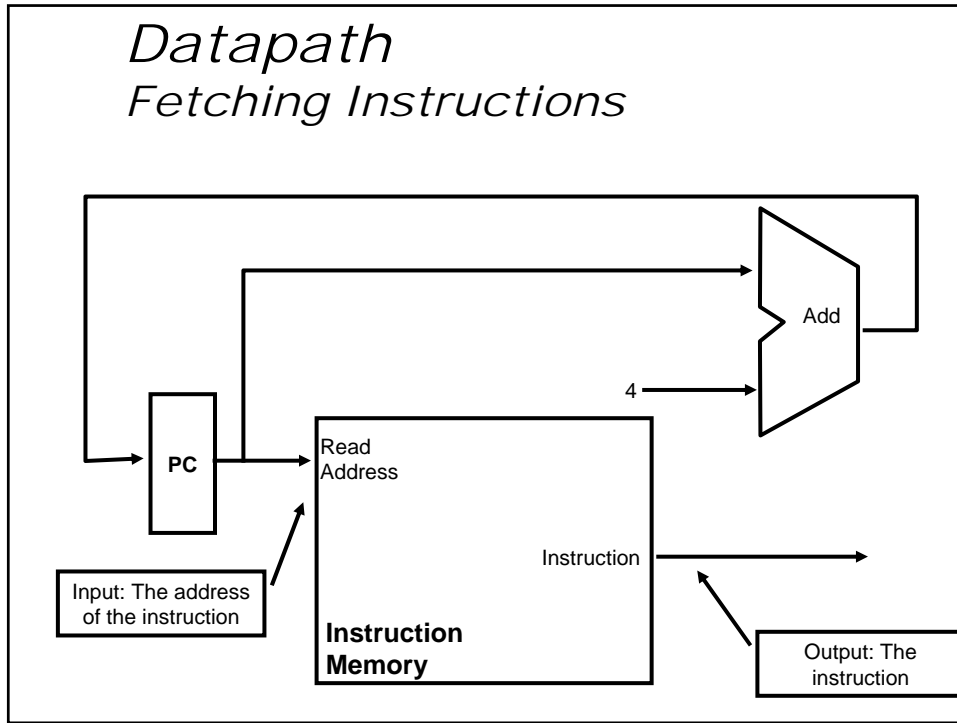 Datapath
Fetching Instructions
Add
4
PC
Read
Address
Instruction
Input: The address
of the instruction
Instruction
Memory
Output: The
instruction